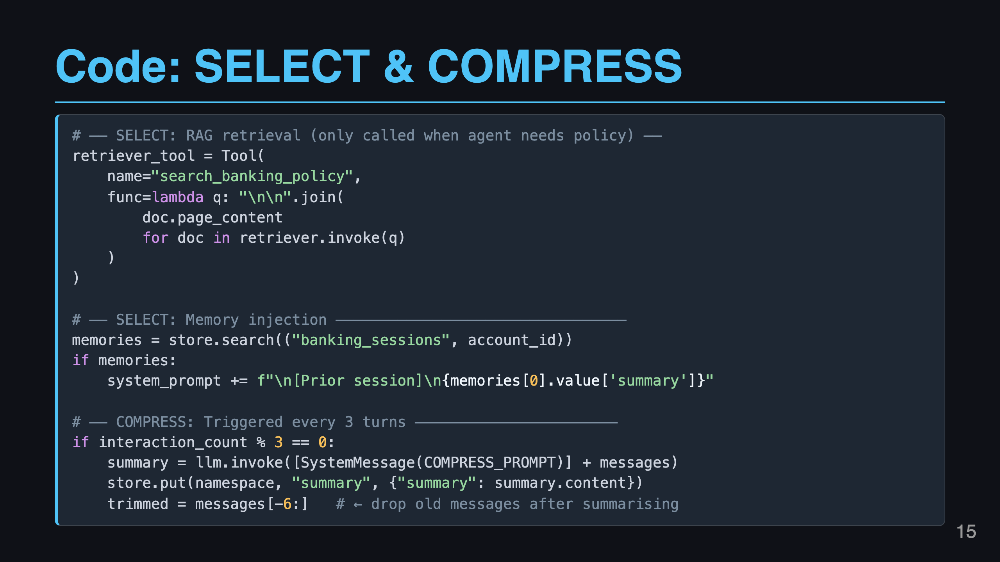 Code: SELECT & COMPRESS
# —— SELECT: RAG retrieval (only called when agent needs policy) ——
retriever_tool = Tool(
    name="search_banking_policy",
    func=lambda q: "\n\n".join(
        doc.page_content
        for doc in retriever.invoke(q)
    )
)

# —— SELECT: Memory injection —————————————————————————————————
memories = store.search(("banking_sessions", account_id))
if memories:
    system_prompt += f"\n[Prior session]\n{memories[0].value['summary']}"

# —— COMPRESS: Triggered every 3 turns ———————————————————————
if interaction_count % 3 == 0:
    summary = llm.invoke([SystemMessage(COMPRESS_PROMPT)] + messages)
    store.put(namespace, "summary", {"summary": summary.content})
    trimmed = messages[-6:]   # ← drop old messages after summarising
15